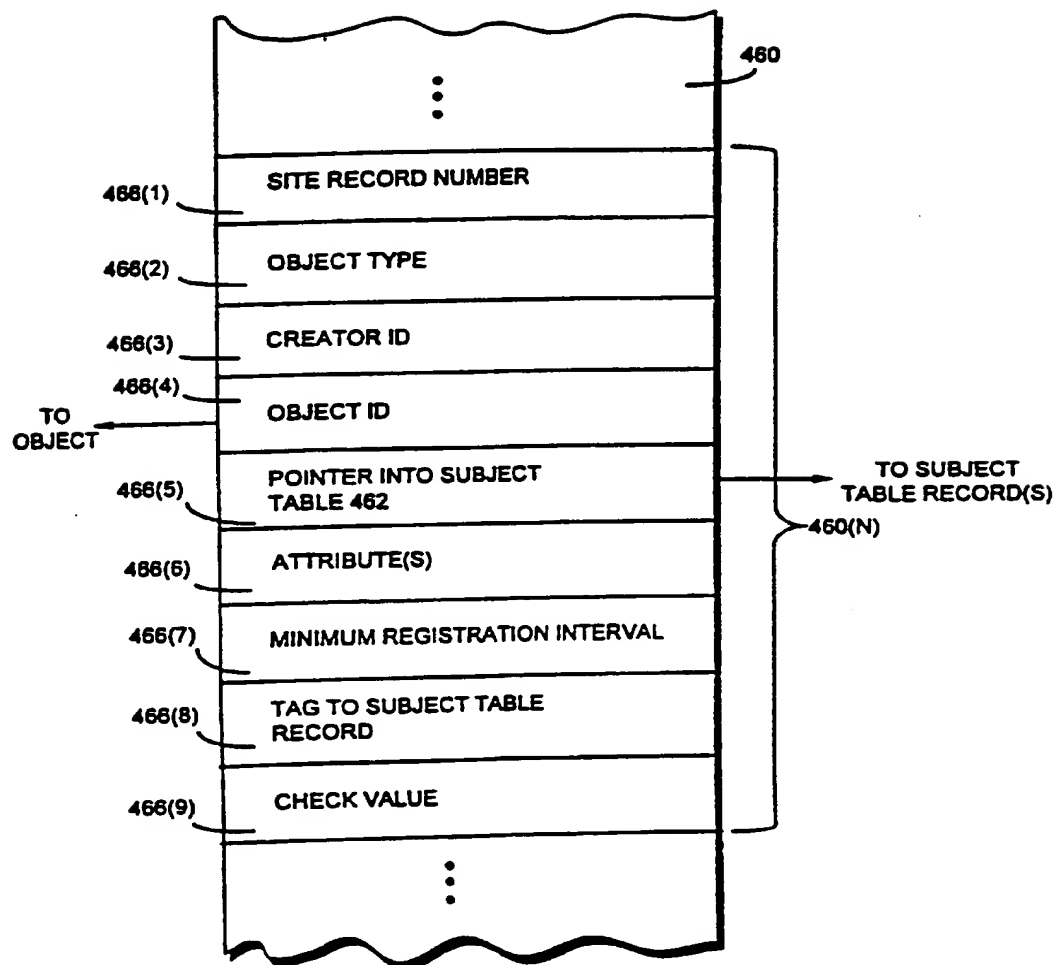 460
466(1)
SITE RECORD NUMBER
466(2)
OBJECT TYPE
466(3)
CREATOR ID
466(4)
OBJECT ID
TO
OBJECT
466(5)
POINTER INTO SUBJECT
TABLE 462
TO SUBJECT
TABLE RECORD(S)
460(N)
466(6)
ATTRIBUTE(S)
466(7)
MINIMUM REGISTRATION INTERVAL
466(8)
TAG TO SUBJECT TABLE
RECORD
466(9)
CHECK VALUE